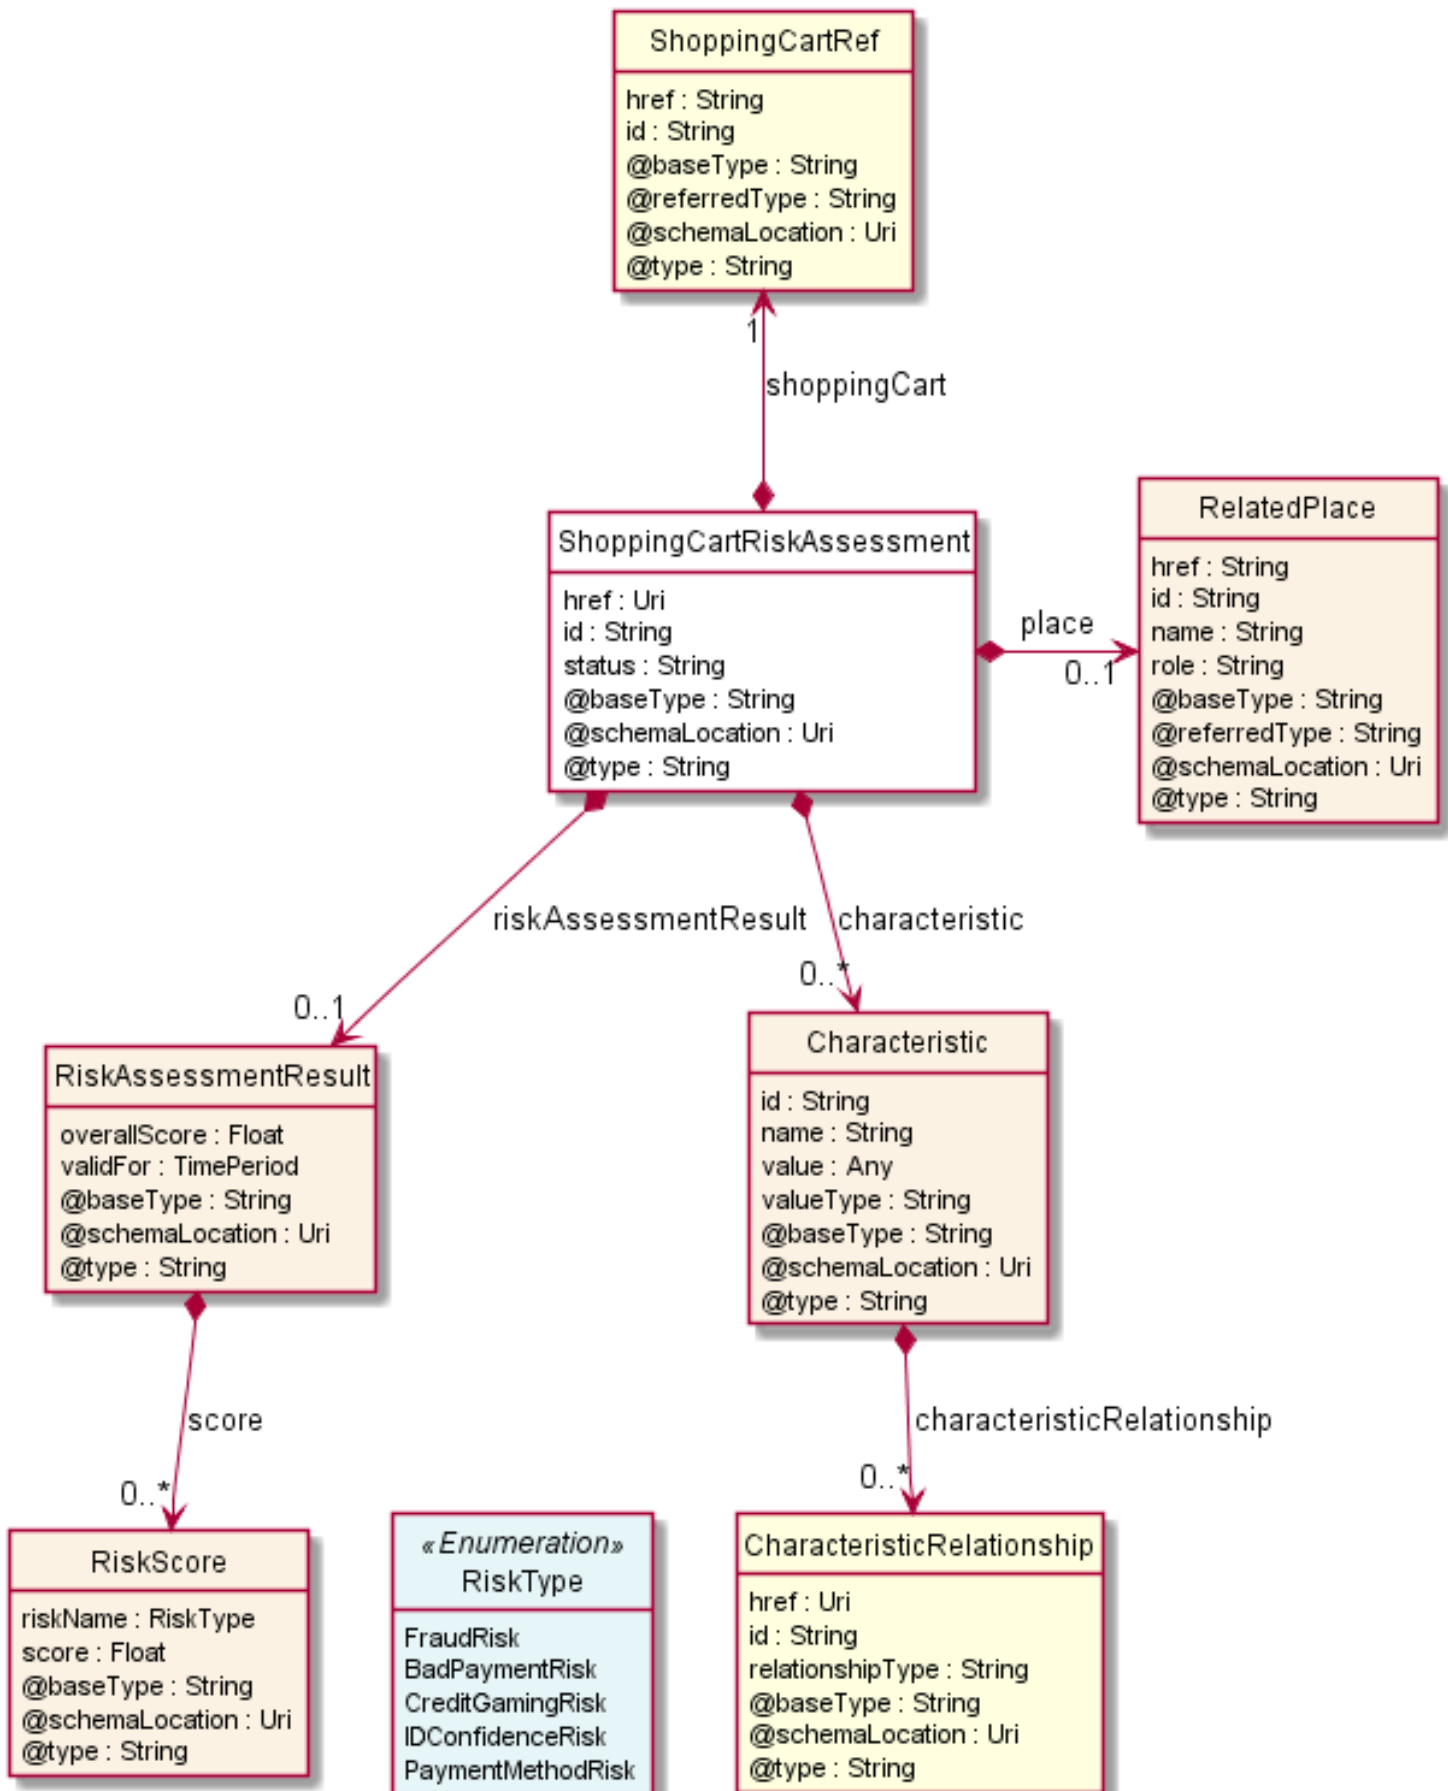 ShoppingCartRef
href : String
id : String
@baseType : String
@referredType : String
@schemaLocation : Uri
@type : String
1
shoppingCart
ShoppingCartRiskAssessment
href : Uri
id : String
status : String
@baseType : String
@schemaLocation : Uri
@type : String
place
0..1
RelatedPlace
href : String
id : String
name : String
role : String
@baseType : String
@referredType : String
@schemaLocation : Uri
@type : String
riskAssessmentResult
0..1
characteristic
0..*
RiskAssessmentResult
overallScore : Float
validFor : TimePeriod
@baseType : String
@schemaLocation : Uri
@type : String
Characteristic
id : String
name : String
value : Any
valueType : String
@baseType : String
@schemaLocation : Uri
@type : String
score
0..*
characteristicRelationship
0..*
RiskScore
riskName : RiskType
score : Float
@baseType : String
@schemaLocation : Uri
@type : String
«Enumeration»
RiskType
FraudRisk
BadPaymentRisk
CreditGamingRisk
IDConfidenceRisk
PaymentMethodRisk
CharacteristicRelationship
href : Uri
id : String
relationshipType : String
@baseType : String
@schemaLocation : Uri
@type : String